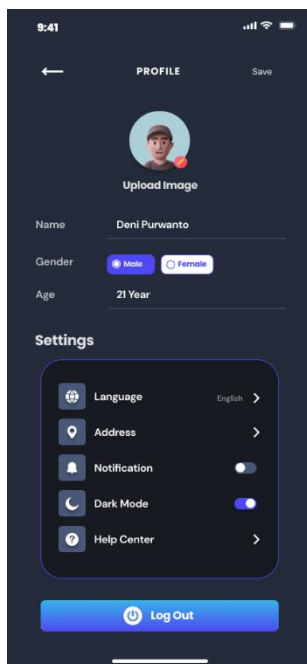 9:41
PROFILE Save
Upload Image
Name Deni Purwanto
Gender Male Female
Age 21 Year
Settings
Language English
Address
Notification
Dark Mode
? Help Center
Log Out